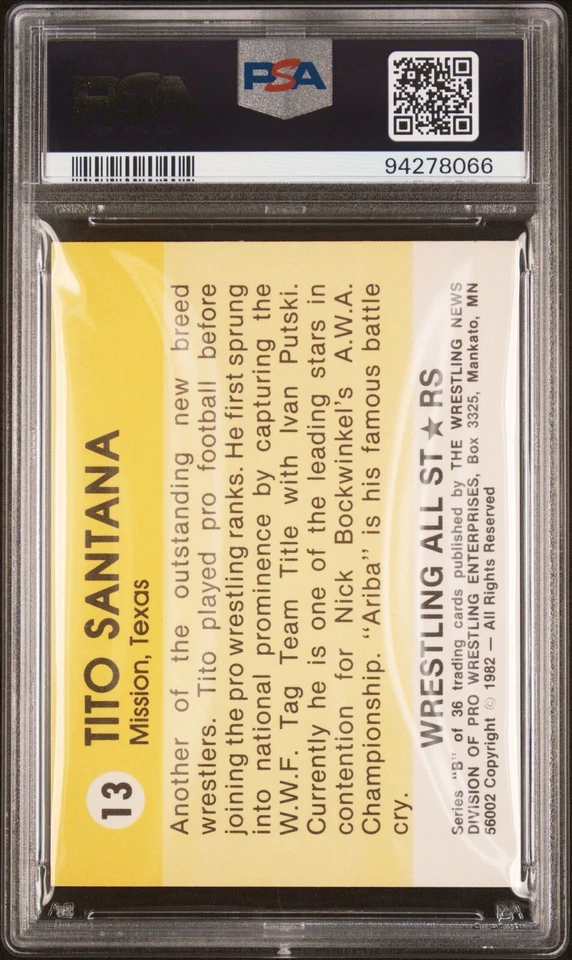 PSA
PSA
94278066
13
TITO SANTANA
Mission, Texas
Another of the outstanding new breed
wrestlers. Tito played pro football before
joining the pro wrestling ranks. He first sprung
into national prominence by capturing the
W.W.F. Tag Team Title with Ivan Putski.
Currently he is one of the leading stars in
contention for Nick Bockwinkel's A.W.A.
Championship. "Ariba" is his famous battle
cry.
WRESTLING ALL ST★RS
Series "B" of 36 trading cards published by THE WRESTLING NEWS
DIVISION OF PRO WRESTLING ENTERPRISES, Box 3325, Mankato, MN
56002 Copyright © 1982 — All Rights Reserved